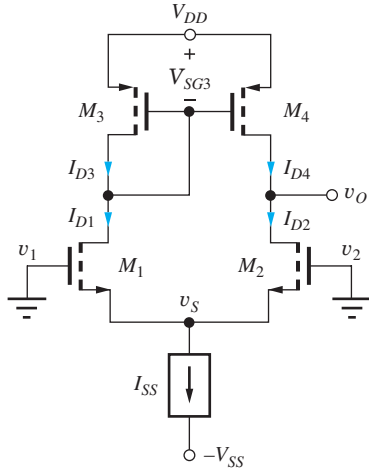 V_DD
+
V_SG3
–
M_3
M_4
I_D3
I_D4
v_O
I_D1
I_D2
v_1
M_1
M_2
v_2
v_S
I_SS
–V_SS